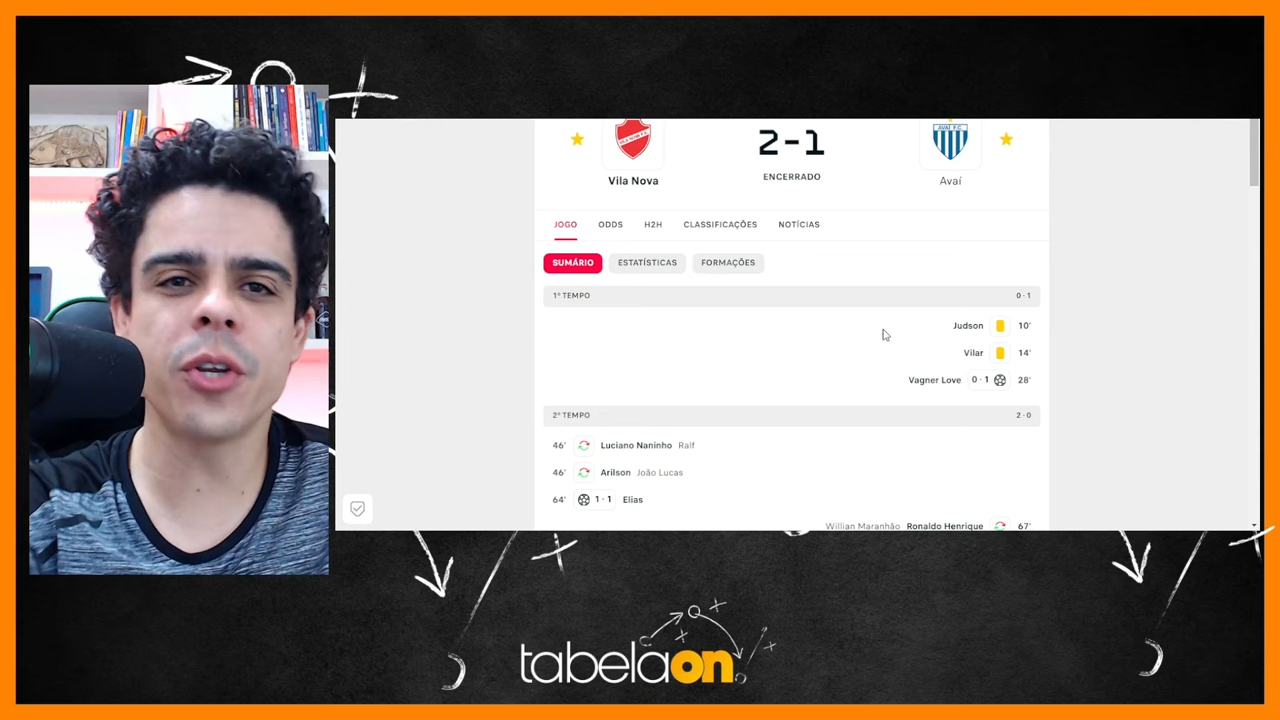 2-1
AVAÍ F.C.
ENCERRADO
Vila Nova
Avaí
JOGO ODDS H2H CLASSIFICAÇÕES NOTÍCIAS
SUMÁRIO ESTATÍSTICAS FORMAÇÕES
1º TEMPO 0 - 1
Judson 10'
Vilar 14'
Vagner Love 0 - 1 28'
2º TEMPO 2 - 0
46' Luciano Naninho Ralf
46' Arilson João Lucas
64' 1 - 1 Elias
Willian Maranhão Ronaldo Henrique 67'
tabelaon